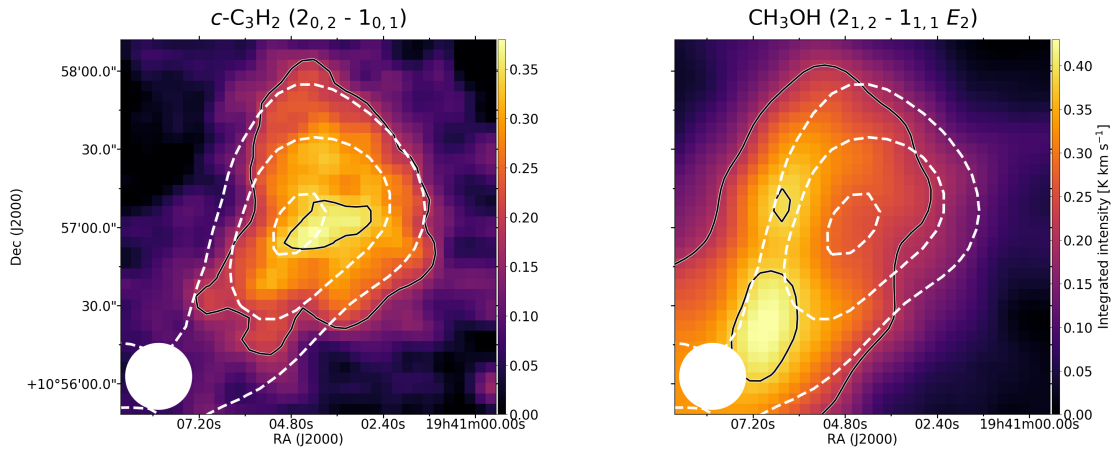 c-C₃H₂ (2₀,₂ - 1₀,₁)
58'00.0"
30.0"
57'00.0"
30.0"
+10°56'00.0"
Dec (J2000)
07.20s 04.80s 02.40s 19h41m00.00s
RA (J2000)
0.35
0.30
0.25
0.20
0.15
0.10
0.05
0.00
CH₃OH (2₁,₂ - 1₁,₁ E₂)
07.20s 04.80s 02.40s 19h41m00.00s
RA (J2000)
0.40
0.35
0.30
0.25
0.20
0.15
0.10
0.05
0.00
Integrated intensity [K km s⁻¹]